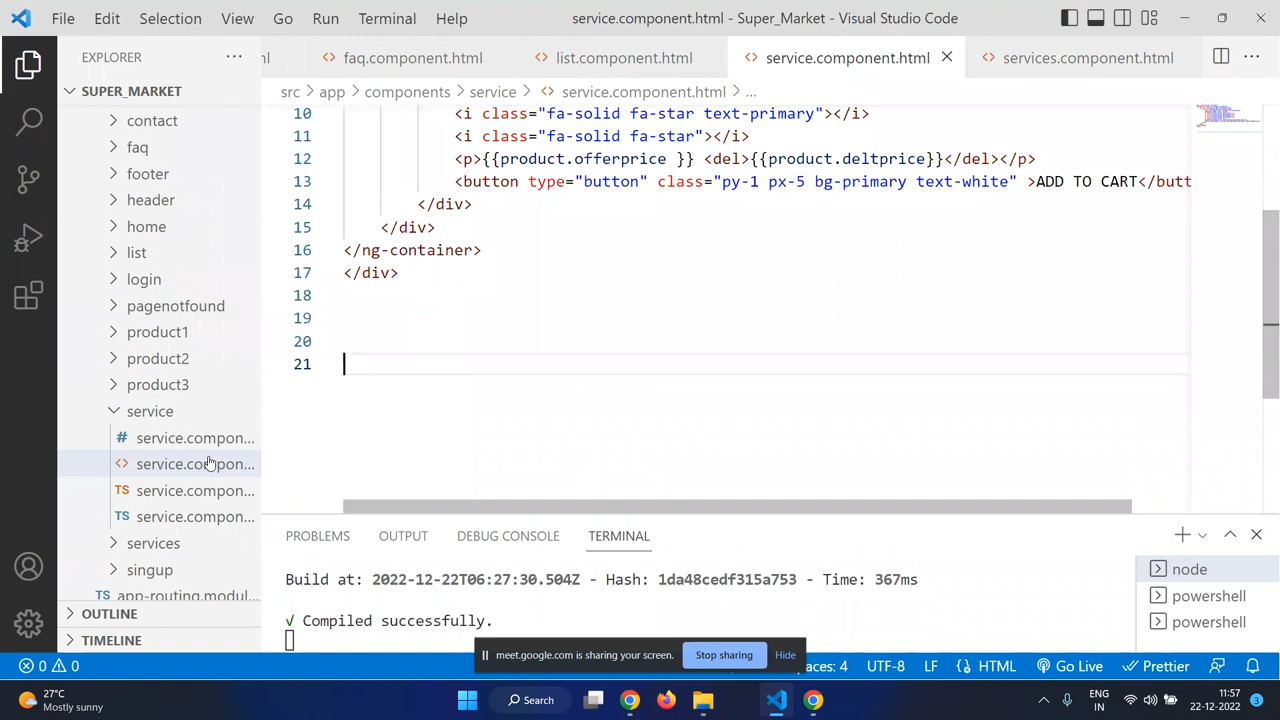 File Edit Selection View Go Run Terminal Help service.component.html - Super_Market - Visual Studio Code
EXPLORER
ml faq.component.html list.component.html service.component.html services.component.html
SUPER_MARKET
src app components service service.component.html ...
contact
faq
footer
header
home
list
login
pagenotfound
product1
product2
product3
service
service.compon...
service.compon...
service.compon...
service.compon...
services
singup
app-routing.modul...
OUTLINE
TIMELINE
10 <i class="fa-solid fa-star text-primary"></i>
11 <i class="fa-solid fa-star"></i>
12 <p>{{product.offerprice }} <del>{{product.deltprice}}</del></p>
13 <button type="button" class="py-1 px-5 bg-primary text-white" >ADD TO CART</butt
14 </div>
15 </div>
16 </ng-container>
17 </div>
18
19
20
21
PROBLEMS OUTPUT DEBUG CONSOLE TERMINAL
Build at: 2022-12-22T06:27:30.504Z - Hash: 1da48cedf315a753 - Time: 367ms
√ Compiled successfully.
node
powershell
powershell
meet.google.com is sharing your screen. Stop sharing Hide
0 0 paces: 4 UTF-8 LF HTML Go Live Prettier
27°C
Mostly sunny
Search
ENG
IN
11:57
22-12-2022
3